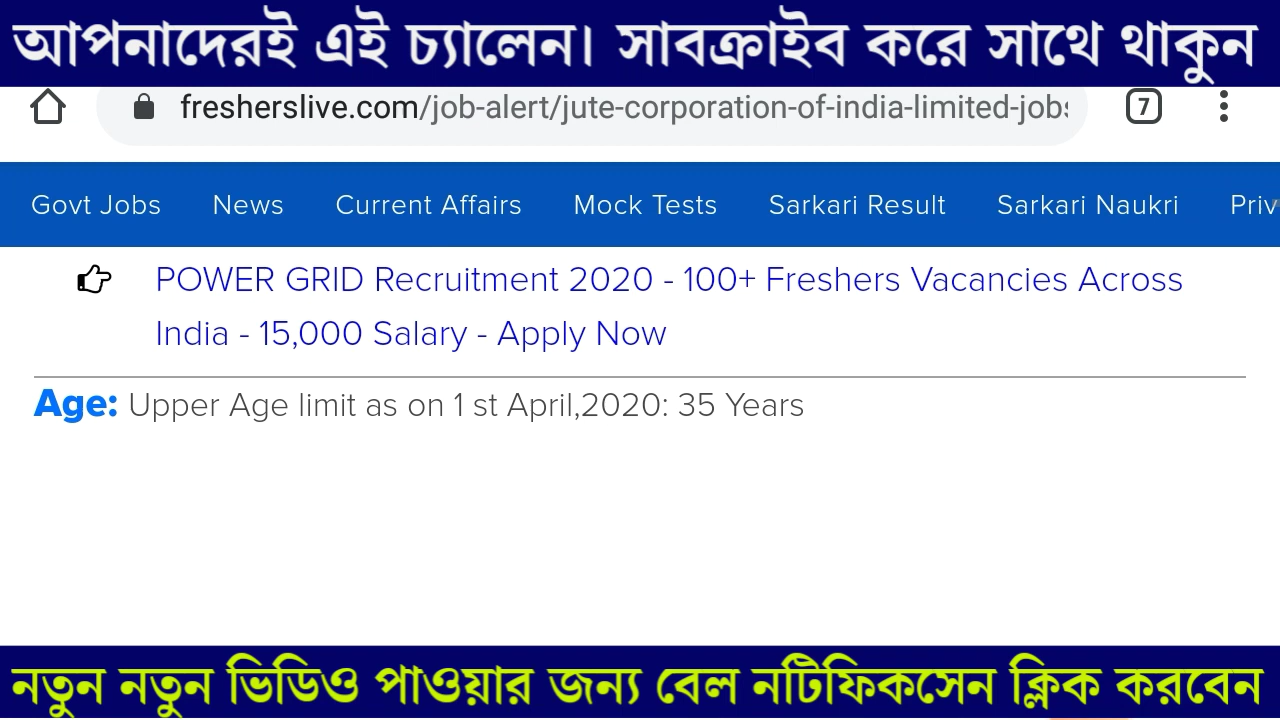 আপনাদেরই এই চ্যালেন। সাবক্রাইব করে সাথে থাকুন
fresherslive.com/job-alert/jute-corporation-of-india-limited-jobs
7
Govt Jobs News Current Affairs Mock Tests Sarkari Result Sarkari Naukri Priv
POWER GRID Recruitment 2020 - 100+ Freshers Vacancies Across
India - 15,000 Salary - Apply Now
Age: Upper Age limit as on 1 st April,2020: 35 Years
নতুন নতুন ভিডিও পাওয়ার জন্য বেল নটিফিকসেন ক্লিক করবেন